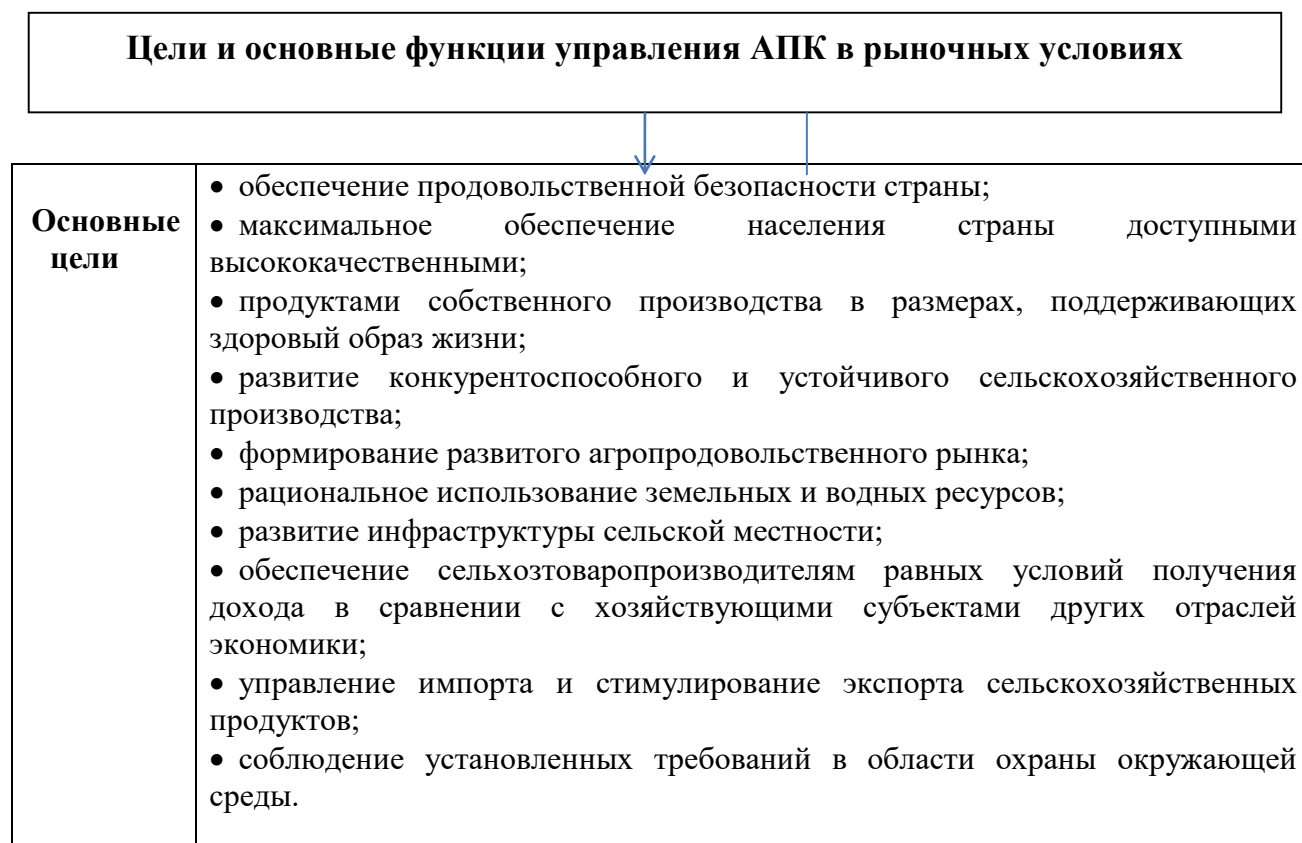 Цели и основные функции управления АПК в рыночных условиях
Основные
цели
• обеспечение продовольственной безопасности страны;
• максимальное обеспечение населения страны доступными
высококачественными;
• продуктами собственного производства в размерах, поддерживающих
здоровый образ жизни;
• развитие конкурентоспособного и устойчивого сельскохозяйственного
производства;
• формирование развитого агропродовольственного рынка;
• рациональное использование земельных и водных ресурсов;
• развитие инфраструктуры сельской местности;
• обеспечение сельхозтоваропроизводителям равных условий получения
дохода в сравнении с хозяйствующими субъектами других отраслей
экономики;
• управление импорта и стимулирование экспорта сельскохозяйственных
продуктов;
• соблюдение установленных требований в области охраны окружающей
среды.